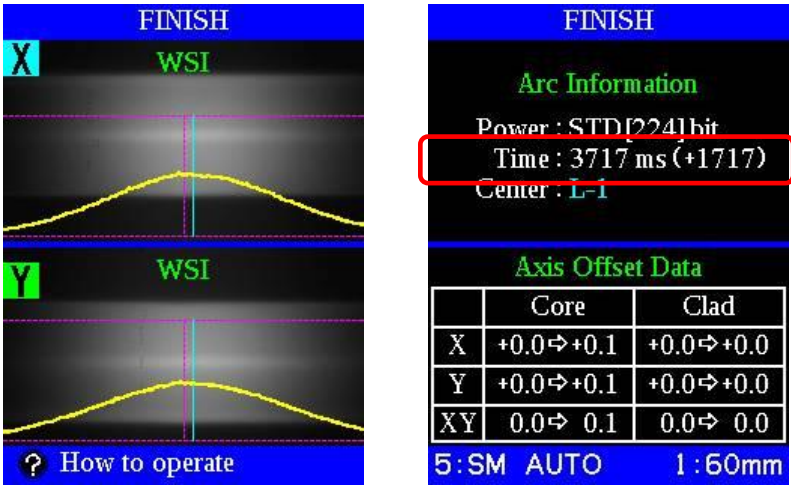 FINISH
X
WSI
Y
WSI
? How to operate
FINISH
Arc Information
Power : STD[224]bit
Time : 3717 ms (+1717)
Center : L-1
Axis Offset Data
Core Clad
X +0.0⇨+0.1 +0.0⇨+0.0
Y +0.0⇨+0.1 +0.0⇨+0.0
XY 0.0⇨ 0.1 0.0⇨ 0.0
5:SM AUTO 1:60mm